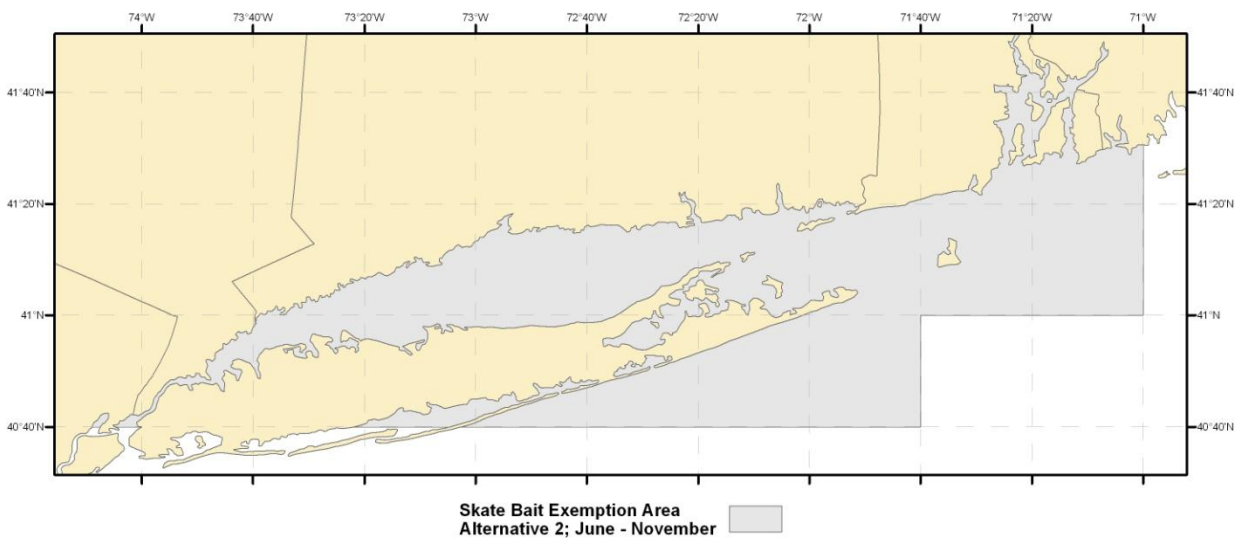 74°W 73°40'W 73°20'W 73°W 72°40'W 72°20'W 72°W 71°40'W 71°20'W 71°W
41°40'N 41°40'N
41°20'N 41°20'N
41°N 41°N
40°40'N 40°40'N
74°W 73°40'W 73°20'W 73°W 72°40'W 72°20'W 72°W 71°40'W 71°20'W 71°W
Skate Bait Exemption Area
Alternative 2; June - November